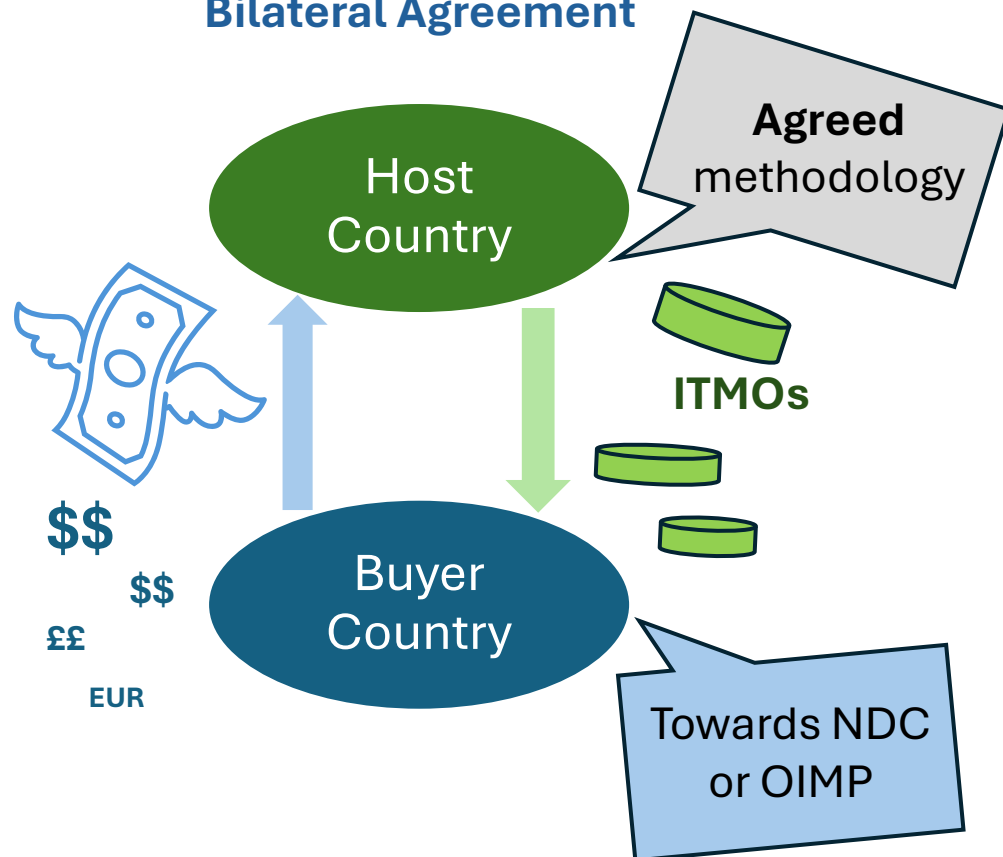 Bilateral Agreement
Host
Country
Agreed
methodology
ITMOs
$$
$$
££
EUR
Buyer
Country
Towards NDC
or OIMP